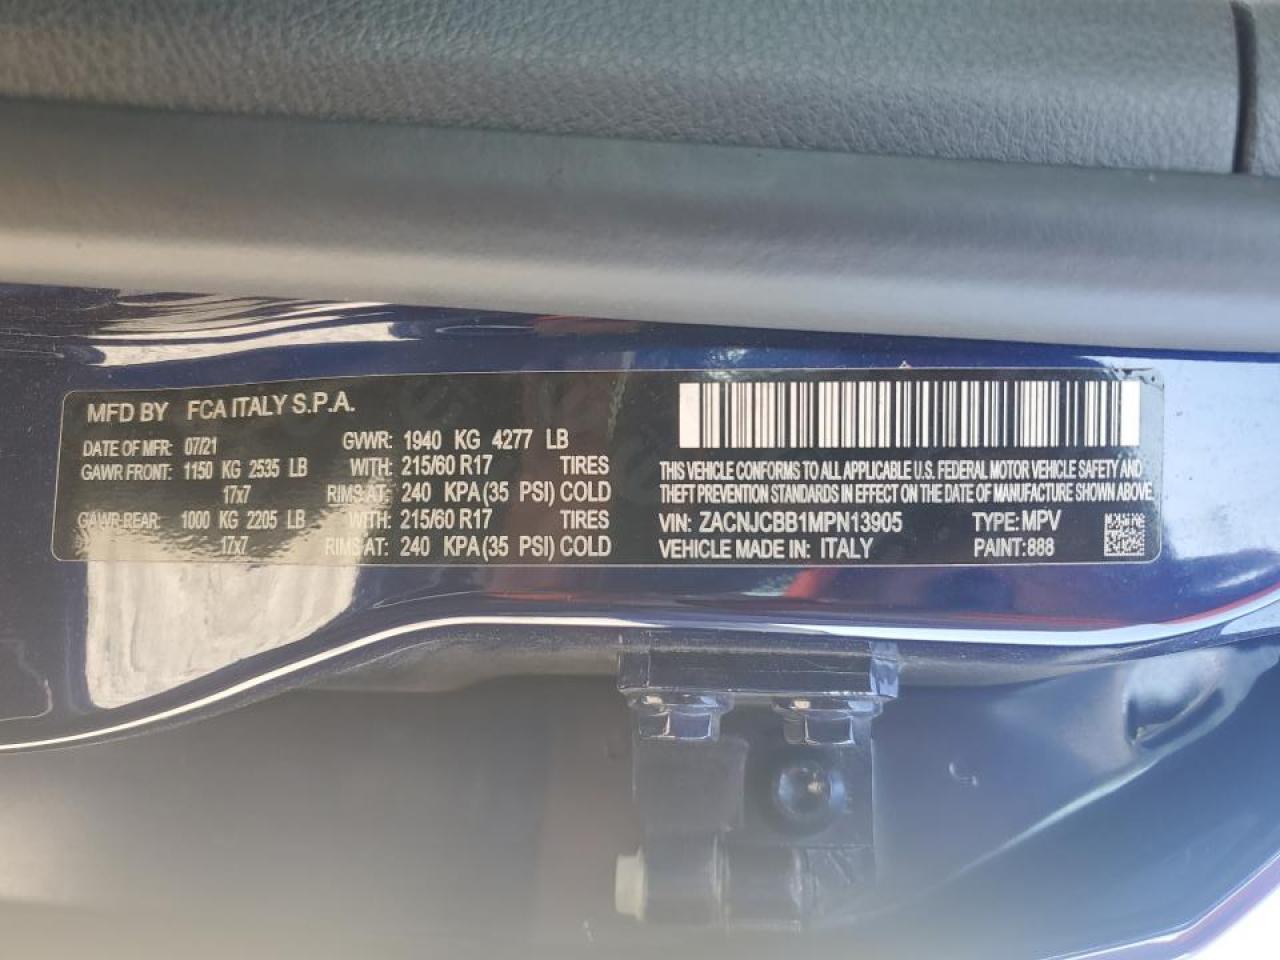 MFD BY FCA ITALY S.P.A.
DATE OF MFR: 07/21 GVWR: 1940 KG 4277 LB
GAWR FRONT: 1150 KG 2535 LB WITH: 215/60 R17 TIRES
17x7 RIMS AT: 240 KPA(35 PSI) COLD
GAWR REAR: 1000 KG 2205 LB WITH: 215/60 R17 TIRES
17x7 RIMS AT: 240 KPA(35 PSI) COLD
THIS VEHICLE CONFORMS TO ALL APPLICABLE U.S. FEDERAL MOTOR VEHICLE SAFETY AND
THEFT PREVENTION STANDARDS IN EFFECT ON THE DATE OF MANUFACTURE SHOWN ABOVE.
VIN: ZACNJCBB1MPN13905 TYPE: MPV
VEHICLE MADE IN: ITALY PAINT:888